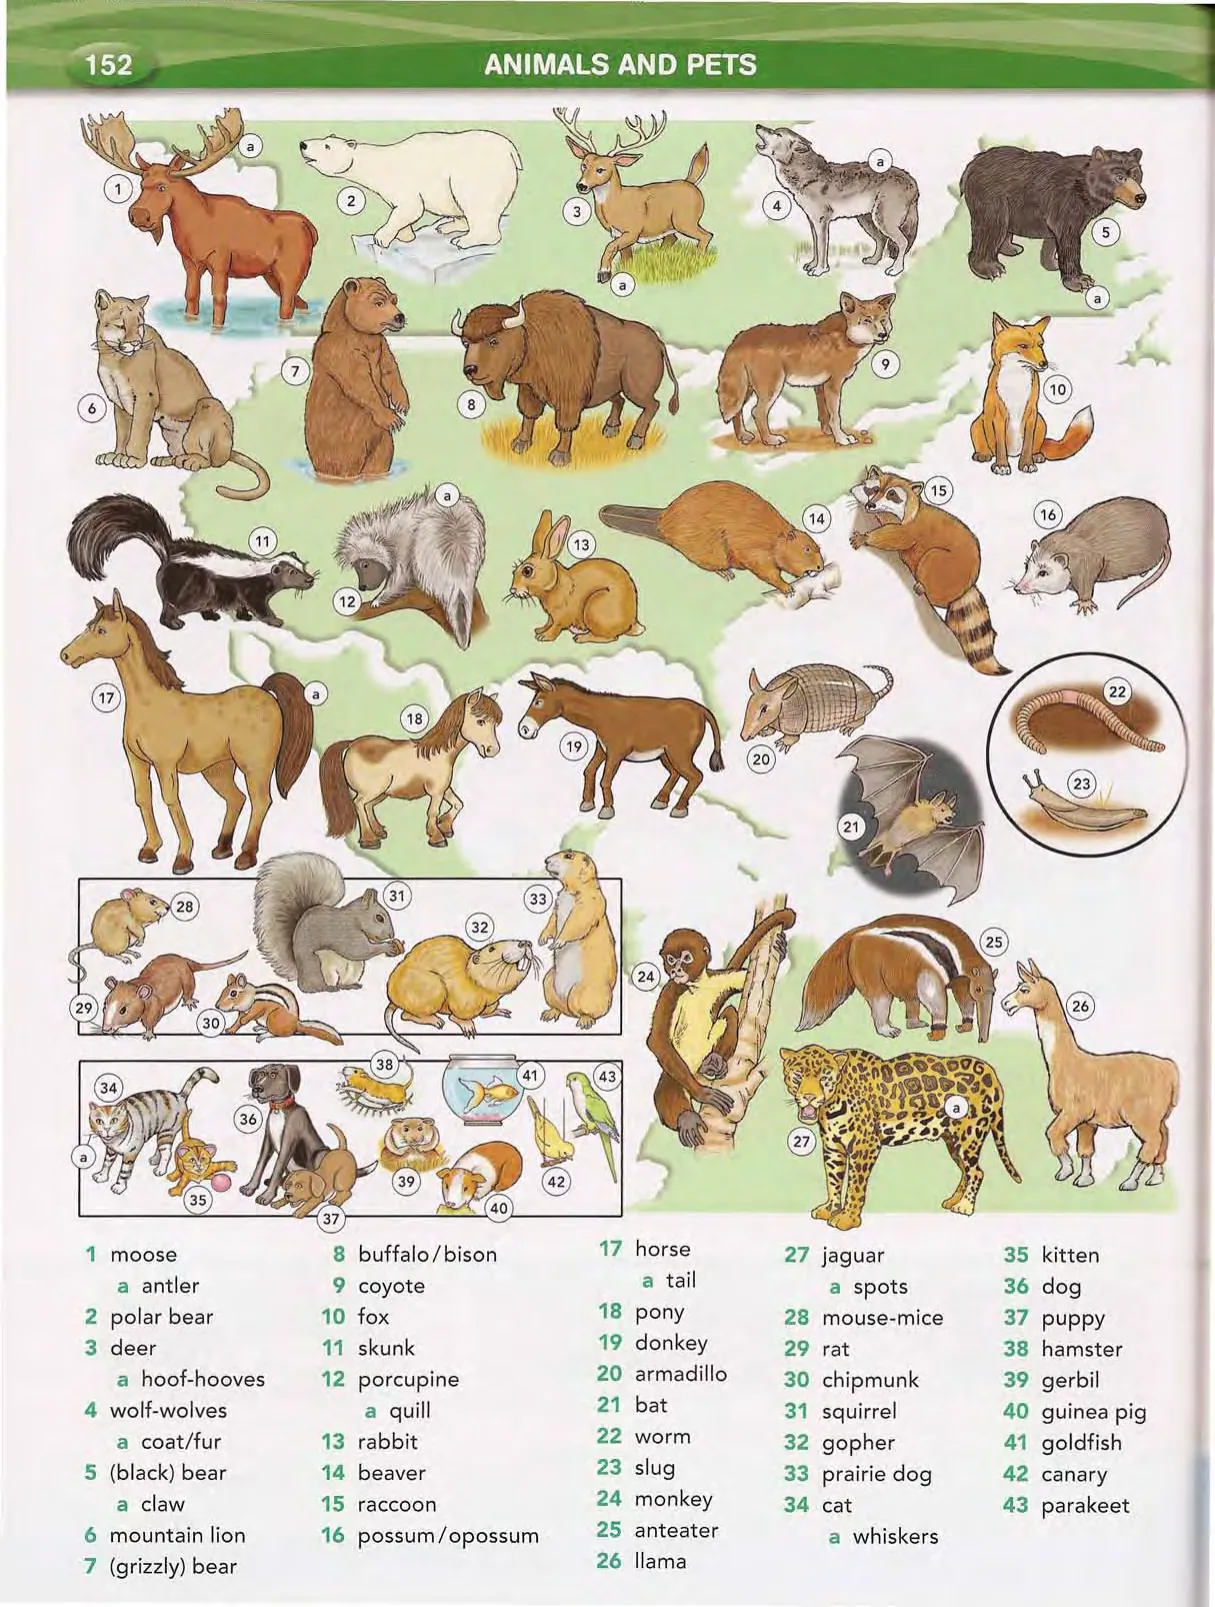 152
ANIMALS AND PETS
a
1
2
3
a
4
a
5
a
6
7
8
9
10
11
12
a
13
14
15
16
17
a
18
19
20
21
22
23
24
25
26
27
a
28
29
30
31
32
33
34
a
35
36
37
38
39
40
41
42
43
1 moose
a antler
2 polar bear
3 deer
a hoof-hooves
4 wolf-wolves
a coat/fur
5 (black) bear
a claw
6 mountain lion
7 (grizzly) bear
8 buffalo/bison
9 coyote
10 fox
11 skunk
12 porcupine
a quill
13 rabbit
14 beaver
15 raccoon
16 possum/opossum
17 horse
a tail
18 pony
19 donkey
20 armadillo
21 bat
22 worm
23 slug
24 monkey
25 anteater
26 llama
27 jaguar
a spots
28 mouse-mice
29 rat
30 chipmunk
31 squirrel
32 gopher
33 prairie dog
34 cat
a whiskers
35 kitten
36 dog
37 puppy
38 hamster
39 gerbil
40 guinea pig
41 goldfish
42 canary
43 parakeet